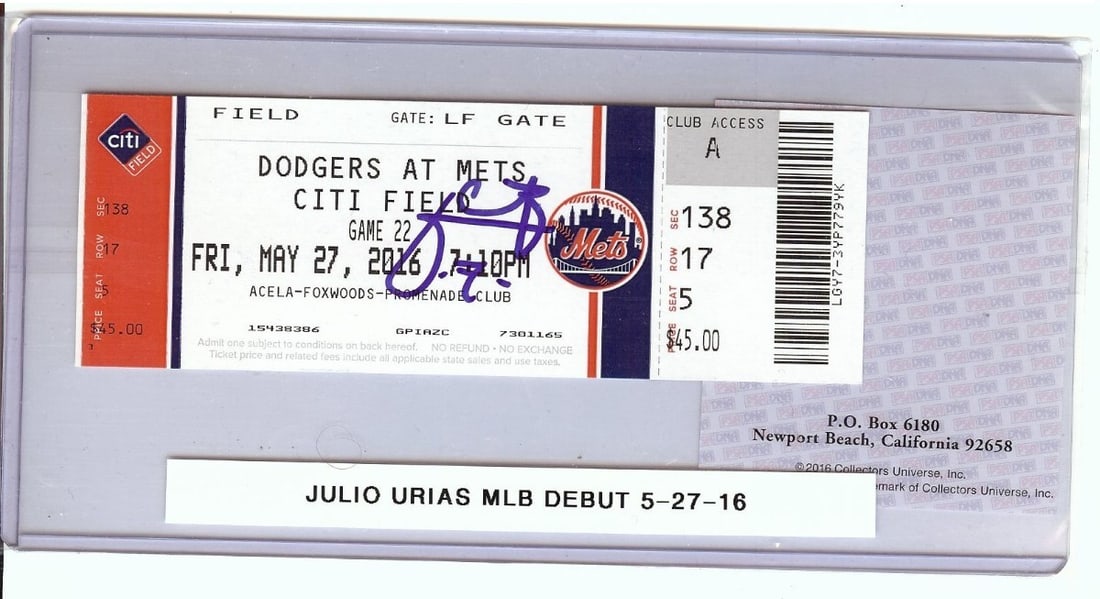 citi
FIELD
SEC 138
ROW 17
SEAT 5
PRICE $45.00
FIELD
GATE: LF GATE
DODGERS AT METS
CITI FIELD
GAME 22
FRI, MAY 27, 2016 7:10PM
ACELA-FOXWOODS-PROMENADE CLUB
15438386 GPIAZC 7301165
Admit one subject to conditions on back hereof. NO REFUND • NO EXCHANGE
Ticket price and related fees include all applicable state sales and use taxes.
Mets
CLUB ACCESS
A
SEC 138
ROW 17
SEAT 5
PRICE $45.00
LGY7-3YP779YK
P.O. Box 6180
Newport Beach, California 92658
©2016 Collectors Universe, Inc.
of Collectors Universe, Inc.
JULIO URIAS MLB DEBUT 5-27-16